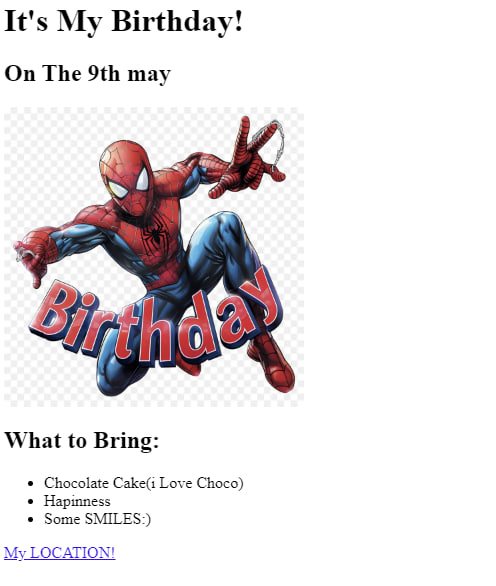 It's My Birthday!
On The 9th may
Birthday
What to Bring:
Chocolate Cake(i Love Choco)
Hapinness
Some SMILES:)
My LOCATION!